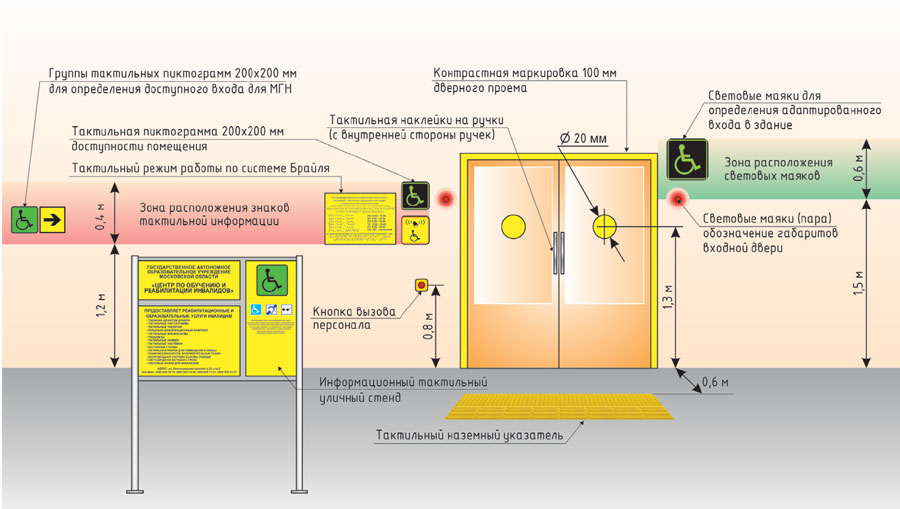 Группы тактильных пиктограмм 200х200 мм
для определения доступного входа для МГН
Контрастная маркировка 100 мм
дверного проема
Световые маяки для
определения адаптированного
входа в здание
Тактильная пиктограмма 200х200 мм
доступности помещения
Тактильные наклейки на ручки
(с внутренней стороны ручек)
Ø 20 мм
Тактильный режим работы по системе Брайля
Зона расположения
световых маяков
0,6 м
0,4 м
Зона расположения знаков
тактильной информации
Световые маяки (пара)
обозначение габаритов
входной двери
ГОСУДАРСТВЕННОЕ АВТОНОМНОЕ
ОБРАЗОВАТЕЛЬНОЕ УЧРЕЖДЕНИЕ
МОСКОВСКОЙ ОБЛАСТИ
«ЦЕНТР ПО ОБУЧЕНИЮ И
РЕАБИЛИТАЦИИ ИНВАЛИДОВ»
ПРЕДОСТАВЛЯЕТ РЕАБИЛИТАЦИОННЫЕ И
ОБРАЗОВАТЕЛЬНЫЕ УСЛУГИ ИВАЛИДАМ
1,2 м
Кнопка вызова
персонала
0,8 м
1,3 м
1,5 м
0,6 м
Информационный тактильный
уличный стенд
Тактильный наземный указатель